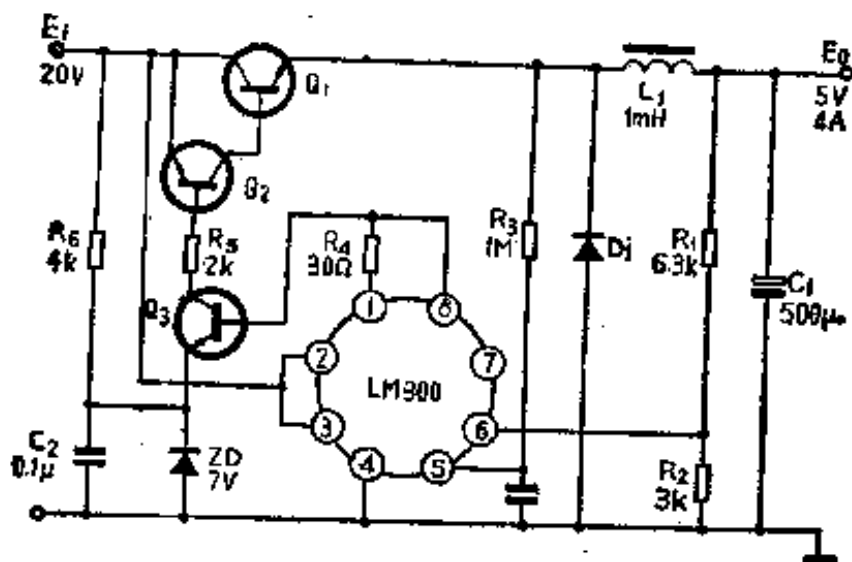 Ei
20V
Q1
L1
1mH
Eo
5V
4A
Q2
R6
4k
R5
2k
R4
30Ω
R3
1M
D1
R1
6.3k
C1
500μ
Q3
1
8
2
7
LM300
3
6
4
5
C2
0.1μ
ZD
7V
R2
3k